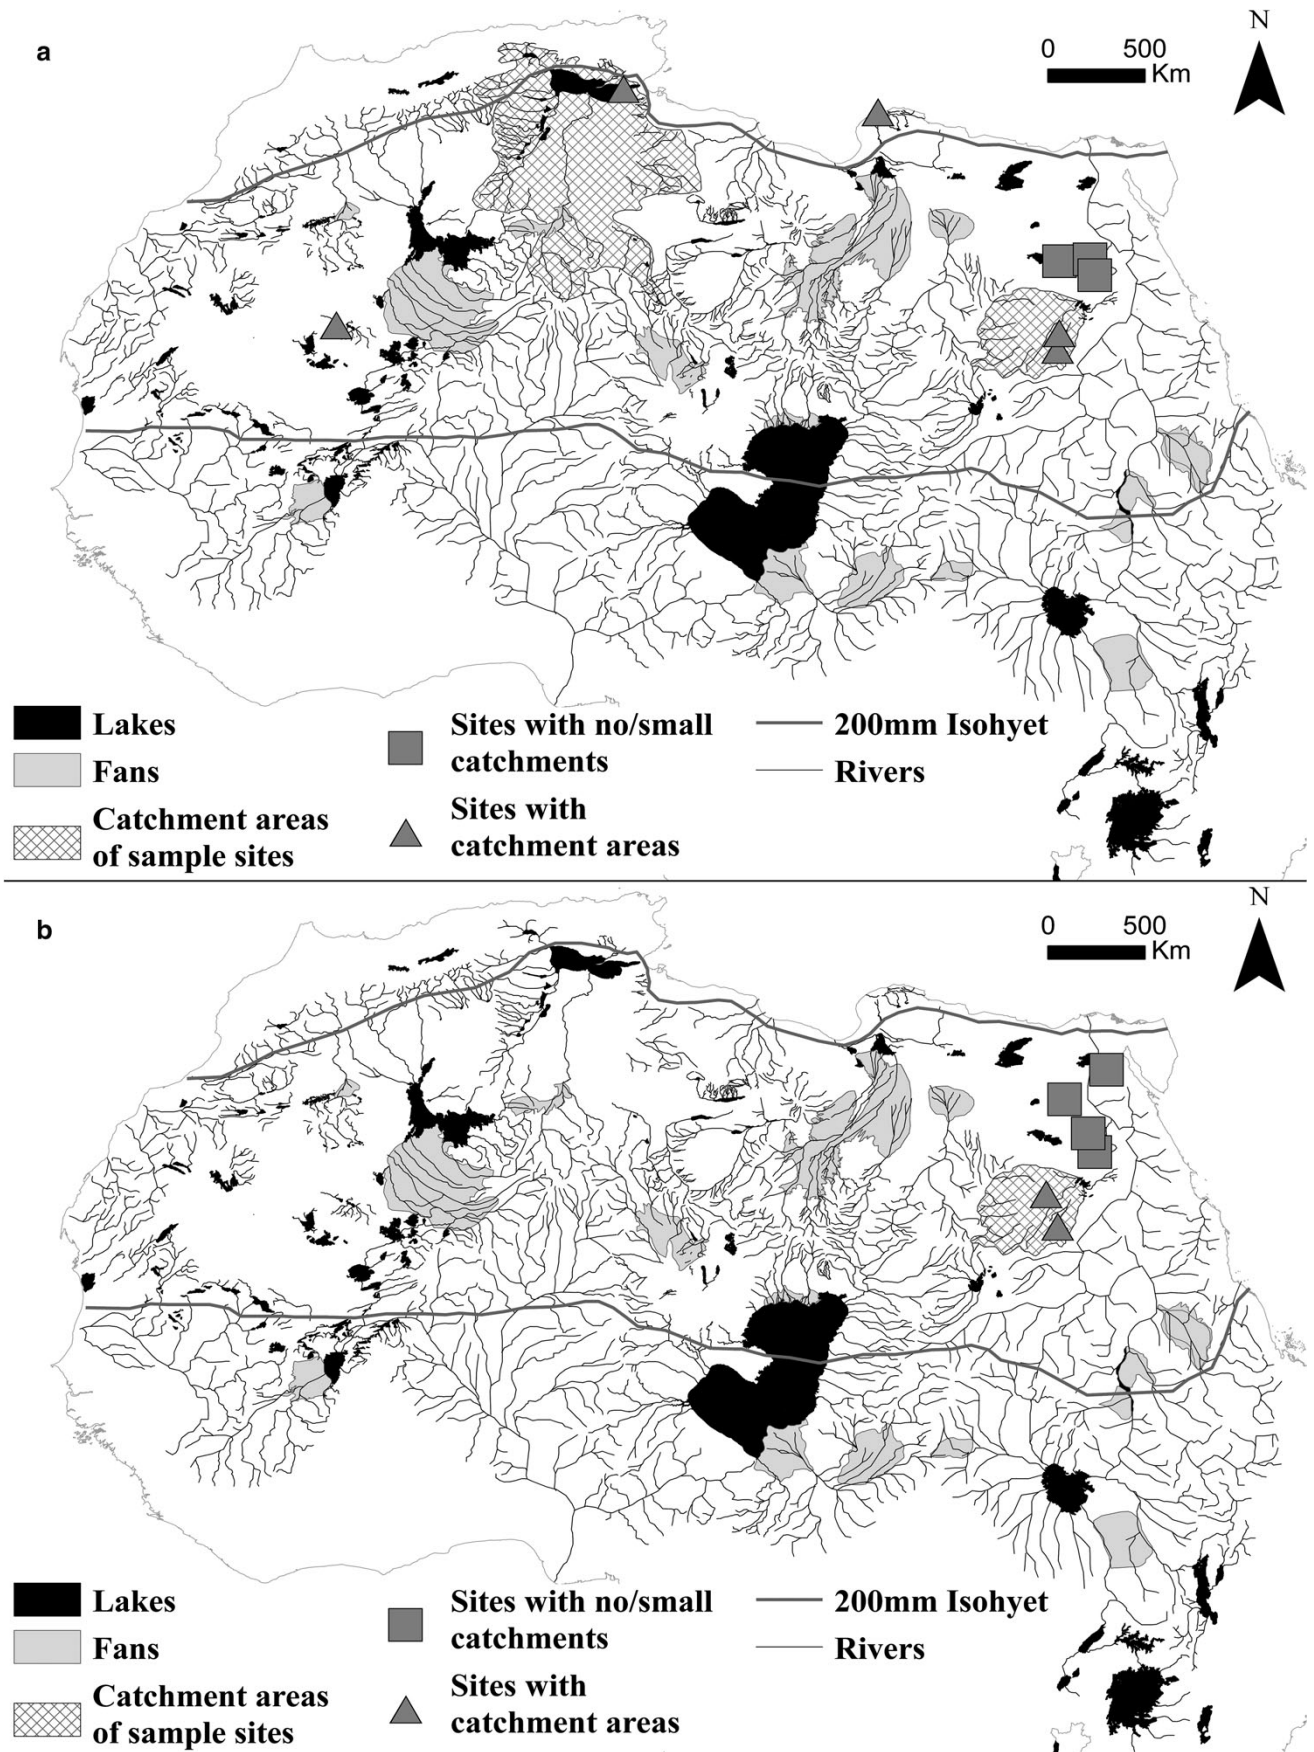 a
N
0 500
Km
Lakes
Fans
Catchment areas
of sample sites
Sites with no/small
catchments
Sites with
catchment areas
200mm Isohyet
Rivers
b
N
0 500
Km
Lakes
Fans
Catchment areas
of sample sites
Sites with no/small
catchments
Sites with
catchment areas
200mm Isohyet
Rivers